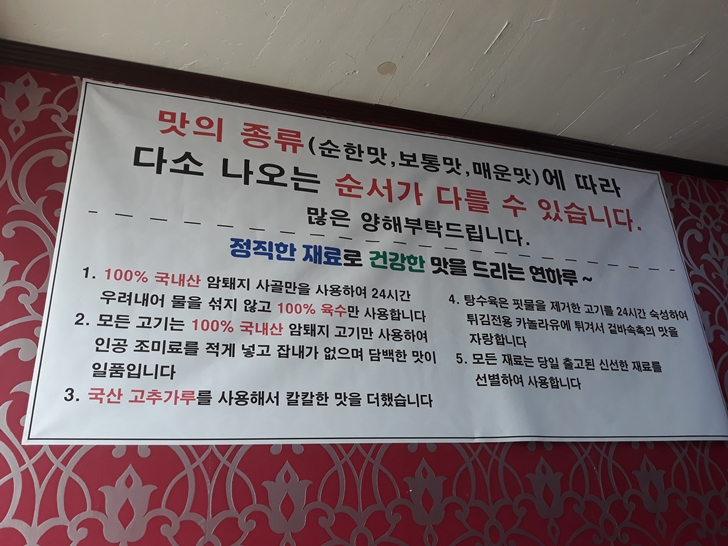 맛의 종류(순한맛,보통맛,매운맛)에 따라
다소 나오는 순서가 다를 수 있습니다.
많은 양해부탁드립니다.
정직한 재료로 건강한 맛을 드리는 연하루~
1. 100% 국내산 암퇘지 사골만을 사용하여 24시간
우려내어 물을 섞지 않고 100% 육수만 사용합니다
2. 모든 고기는 100% 국내산 암퇘지 고기만 사용하여
인공 조미료를 적게 넣고 잡내가 없으며 담백한 맛이
일품입니다
3. 국산 고추가루를 사용해서 칼칼한 맛을 더했습니다
4. 탕수육은 핏물을 제거한 고기를 24시간 숙성하여
튀김전용 카놀라유에 튀겨서 겉바속촉의 맛을
자랑합니다
5. 모든 재료는 당일 출고된 신선한 재료를
선별하여 사용합니다